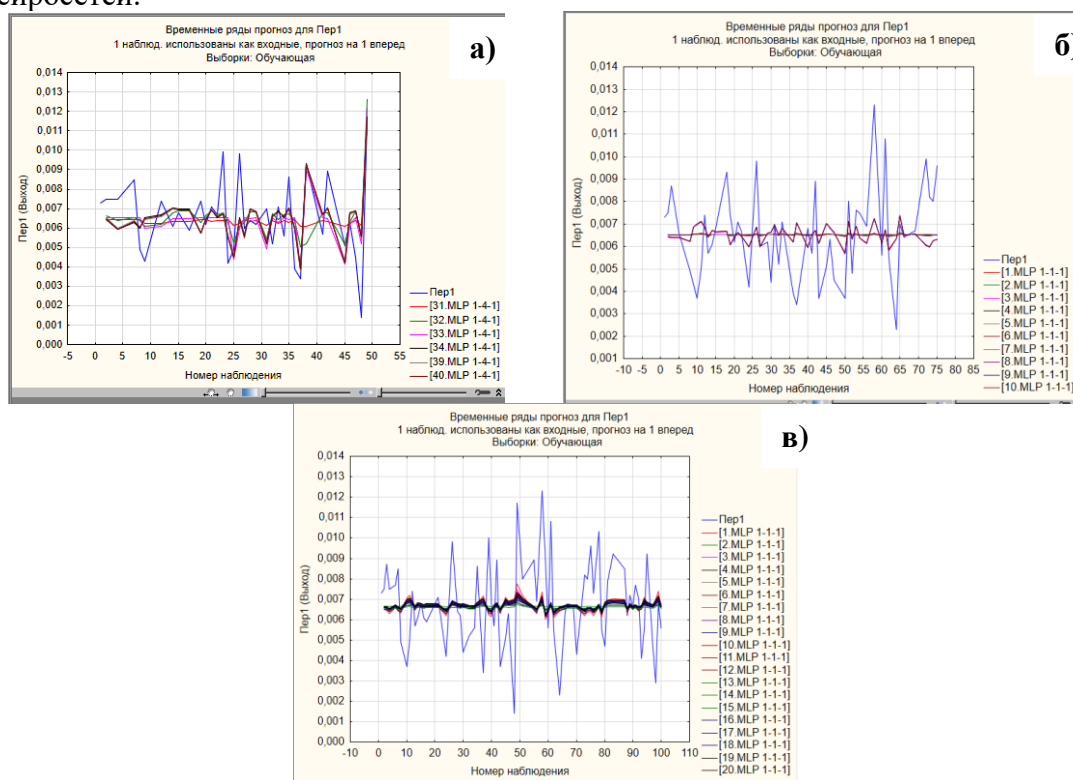 Временные ряды прогноз для Пер1
1 наблюд. использованы как входные, прогноз на 1 вперед
Выборки: Обучающая
а)
0,014
0,013
0,012
0,011
0,010
0,009
0,008
0,007
0,006
0,005
0,004
0,003
0,002
0,001
0,000
Пер1 (Выход)
-5 0 5 10 15 20 25 30 35 40 45 50 55
Номер наблюдения
Пер1
[31.MLP 1-4-1]
[32.MLP 1-4-1]
[33.MLP 1-4-1]
[34.MLP 1-4-1]
[39.MLP 1-4-1]
[40.MLP 1-4-1]
Временные ряды прогноз для Пер1
1 наблюд. использованы как входные, прогноз на 1 вперед
Выборки: Обучающая
б)
0,014
0,013
0,012
0,011
0,010
0,009
0,008
0,007
0,006
0,005
0,004
0,003
0,002
0,001
Пер1 (Выход)
-10 -5 0 5 10 15 20 25 30 35 40 45 50 55 60 65 70 75 80 85
Номер наблюдения
Пер1
[1.MLP 1-1-1]
[2.MLP 1-1-1]
[3.MLP 1-1-1]
[4.MLP 1-1-1]
[5.MLP 1-1-1]
[6.MLP 1-1-1]
[7.MLP 1-1-1]
[8.MLP 1-1-1]
[9.MLP 1-1-1]
[10.MLP 1-1-1]
Временные ряды прогноз для Пер1
1 наблюд. использованы как входные, прогноз на 1 вперед
Выборки: Обучающая
в)
0,014
0,013
0,012
0,011
0,010
0,009
0,008
0,007
0,006
0,005
0,004
0,003
0,002
0,001
0,000
Пер1 (Выход)
-10 0 10 20 30 40 50 60 70 80 90 100 110
Номер наблюдения
Пер1
[1.MLP 1-1-1]
[2.MLP 1-1-1]
[3.MLP 1-1-1]
[4.MLP 1-1-1]
[5.MLP 1-1-1]
[6.MLP 1-1-1]
[7.MLP 1-1-1]
[8.MLP 1-1-1]
[9.MLP 1-1-1]
[10.MLP 1-1-1]
[11.MLP 1-1-1]
[12.MLP 1-1-1]
[13.MLP 1-1-1]
[14.MLP 1-1-1]
[15.MLP 1-1-1]
[16.MLP 1-1-1]
[17.MLP 1-1-1]
[18.MLP 1-1-1]
[19.MLP 1-1-1]
[20.MLP 1-1-1]